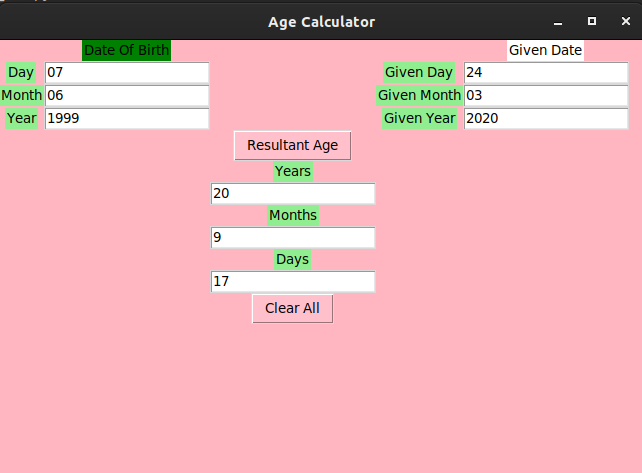 Age Calculator
Date Of Birth
Given Date
Day 07
Given Day 24
Month 06
Given Month 03
Year 1999
Given Year 2020
Resultant Age
Years
20
Months
9
Days
17
Clear All